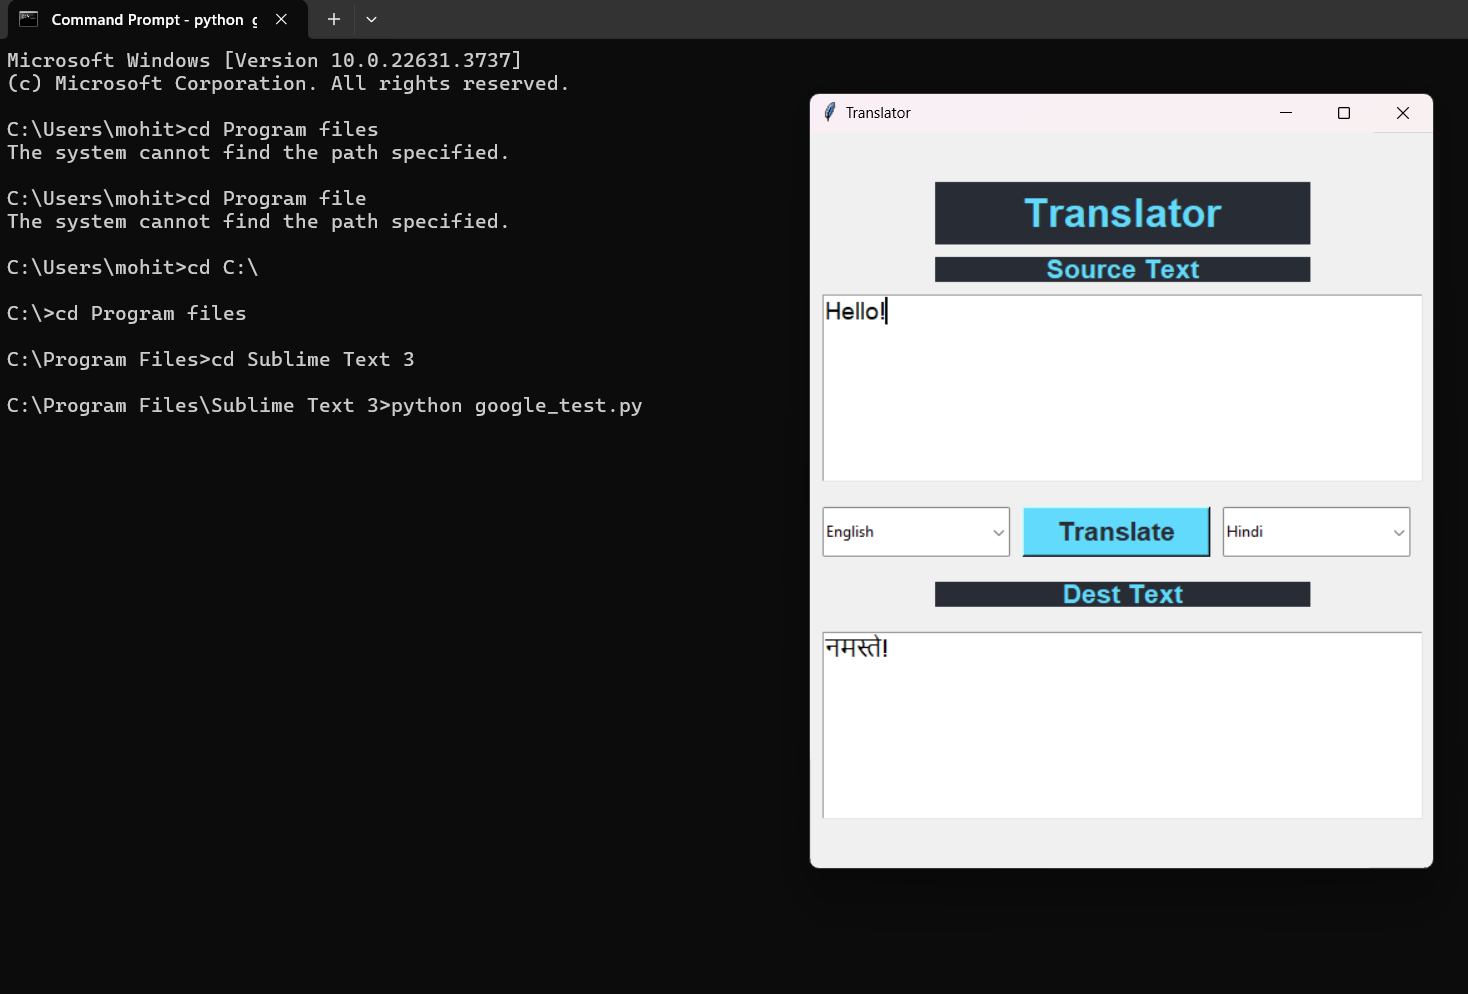 Command Prompt - python g
Microsoft Windows [Version 10.0.22631.3737]
(c) Microsoft Corporation. All rights reserved.
C:\Users\mohit>cd Program files
The system cannot find the path specified.
C:\Users\mohit>cd Program file
The system cannot find the path specified.
C:\Users\mohit>cd C:\
C:\>cd Program files
C:\Program Files>cd Sublime Text 3
C:\Program Files\Sublime Text 3>python google_test.py
Translator
Translator
Source Text
Hello!
English
Translate
Hindi
Dest Text
नमस्ते!